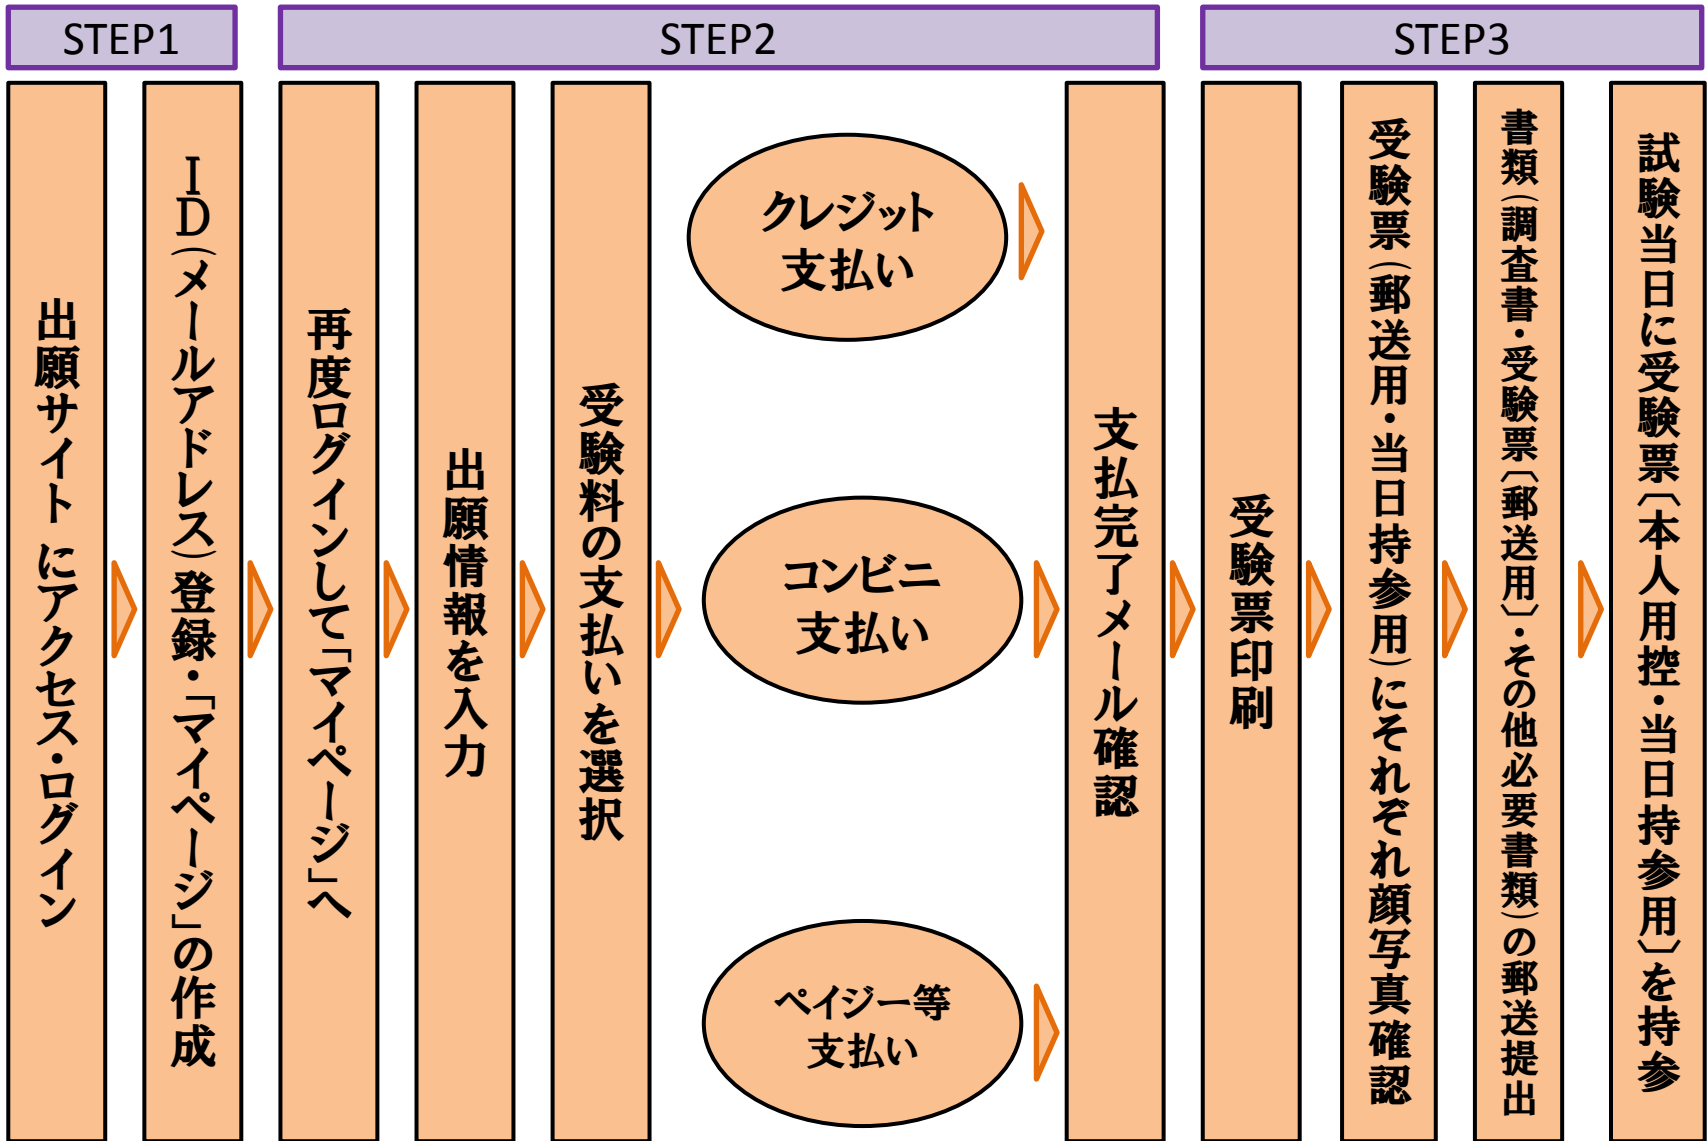 STEP1
STEP2
STEP3
出願サイトにアクセス・ログイン
ID(メールアドレス)登録・「マイページ」の作成
再度ログインして「マイページ」へ
出願情報を入力
受験料の支払いを選択
クレジット
支払い
コンビニ
支払い
ペイジー等
支払い
支払完了メール確認
受験票印刷
受験票(郵送用・当日持参用)にそれぞれ顔写真確認
書類(調査書・受験票〔郵送用〕・その他必要書類)の郵送提出
試験当日に受験票〔本人用控・当日持参用〕を持参